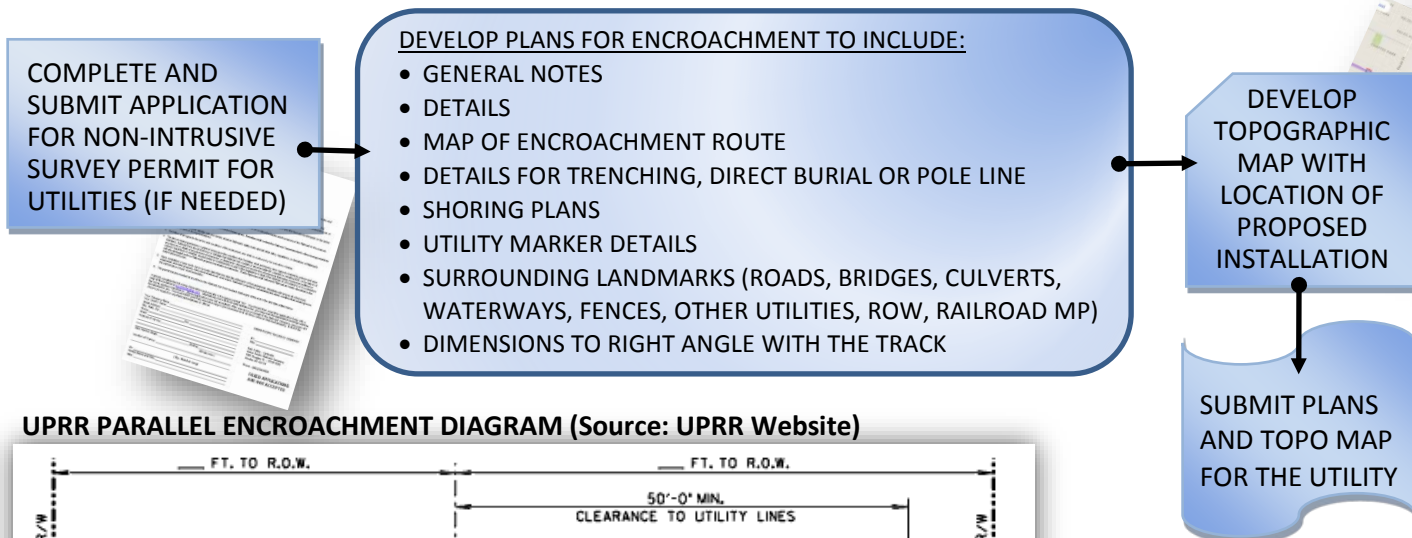 COMPLETE AND
SUBMIT APPLICATION
FOR NON-INTRUSIVE
SURVEY PERMIT FOR
UTILITIES (IF NEEDED)
DEVELOP PLANS FOR ENCROACHMENT TO INCLUDE:
• GENERAL NOTES
• DETAILS
• MAP OF ENCROACHMENT ROUTE
• DETAILS FOR TRENCHING, DIRECT BURIAL OR POLE LINE
• SHORING PLANS
• UTILITY MARKER DETAILS
• SURROUNDING LANDMARKS (ROADS, BRIDGES, CULVERTS,
WATERWAYS, FENCES, OTHER UTILITIES, ROW, RAILROAD MP)
• DIMENSIONS TO RIGHT ANGLE WITH THE TRACK
DEVELOP
TOPOGRAPHIC
MAP WITH
LOCATION OF
PROPOSED
INSTALLATION
SUBMIT PLANS
AND TOPO MAP
FOR THE UTILITY
UPRR PARALLEL ENCROACHMENT DIAGRAM (Source: UPRR Website)
___ FT. TO R.O.W.
___ FT. TO R.O.W.
50'-0" MIN.
CLEARANCE TO UTILITY LINES